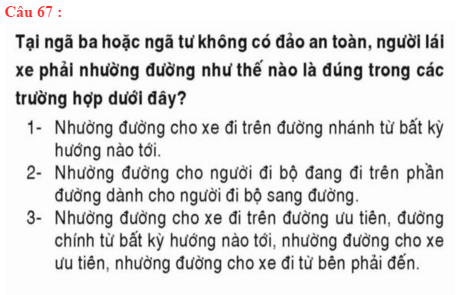 Câu 67 :
Tại ngã ba hoặc ngã tư không có đảo an toàn, người lái
xe phải nhường đường như thế nào là đúng trong các
trường hợp dưới đây?
1- Nhường đường cho xe đi trên đường nhánh từ bất kỳ
hướng nào tới.
2- Nhường đường cho người đi bộ đang đi trên phần
đường dành cho người đi bộ sang đường.
3- Nhường đường cho xe đi trên đường ưu tiên, đường
chính từ bất kỳ hướng nào tới, nhường đường cho xe
ưu tiên, nhường đường cho xe đi từ bên phải đến.